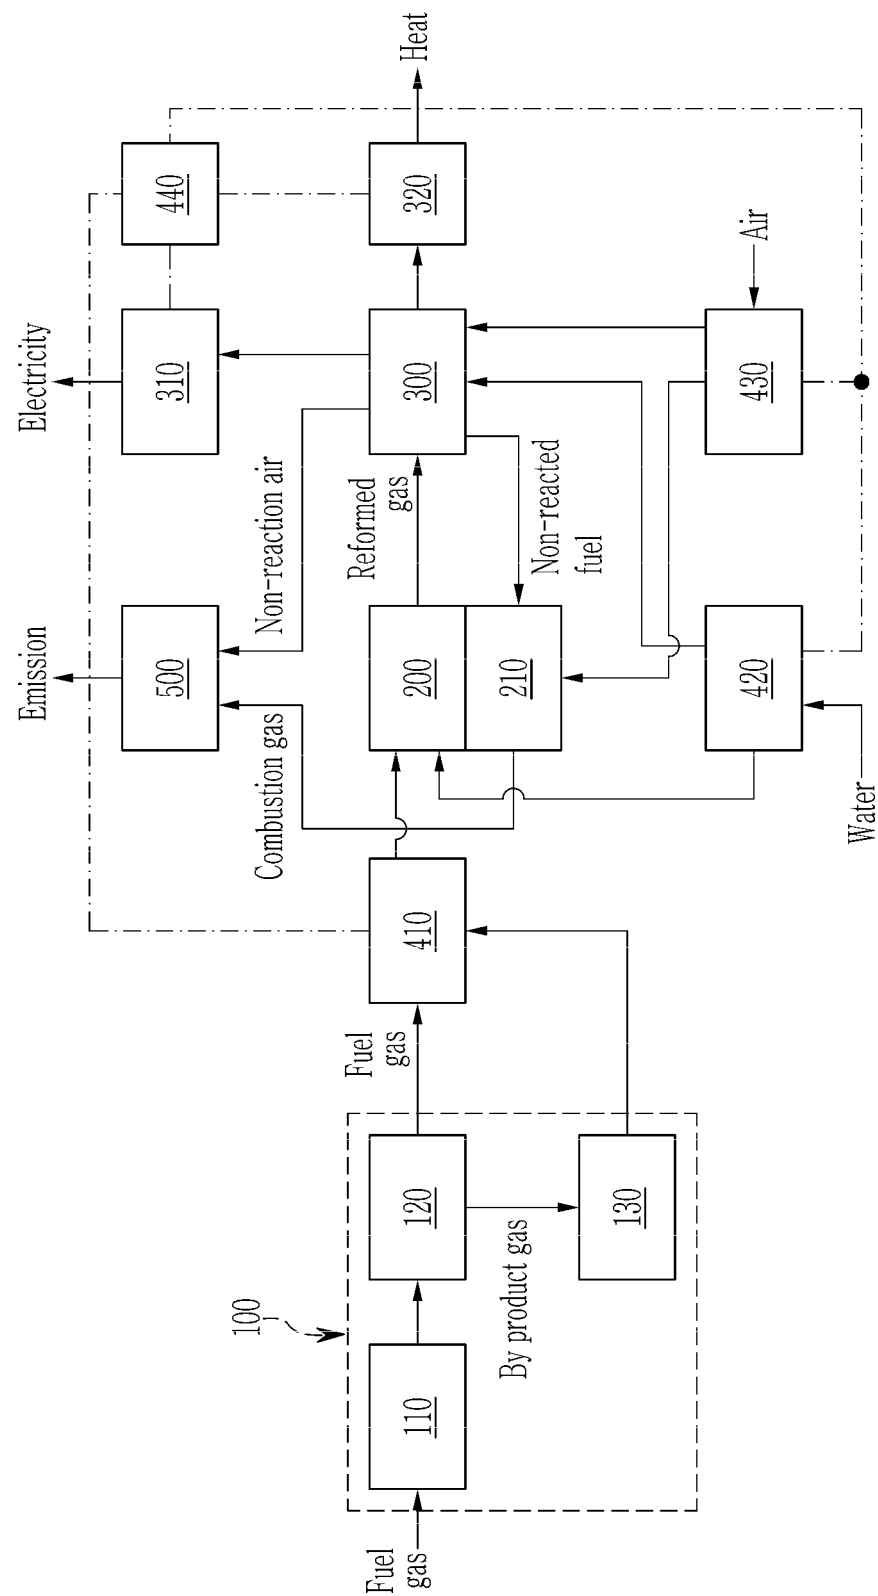 Emission
Electricity
500
310
440
Combustion gas
Non-reaction air
Fuel
gas
100
110
120
Fuel
gas
410
200
Reformed
gas
300
320
Heat
By product gas
210
Non-reacted
fuel
130
420
430
Air
Water